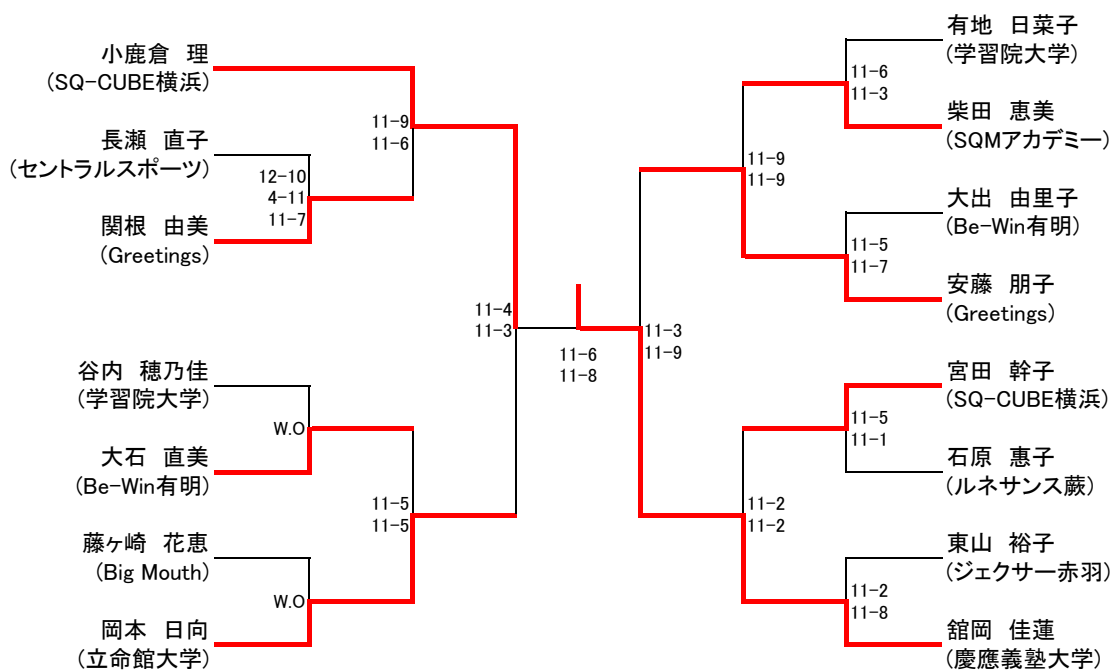 小鹿倉 理
(SQ-CUBE横浜)
11-9
11-6
長瀬 直子
(セントラルスポーツ)
12-10
4-11
11-7
関根 由美
(Greetings)
11-4
11-3
谷内 穂乃佳
(学習院大学)
W.O
大石 直美
(Be-Win有明)
11-5
11-5
藤ヶ崎 花恵
(Big Mouth)
W.O
岡本 日向
(立命館大学)
11-6
11-8
有地 日菜子
(学習院大学)
11-6
11-3
柴田 恵美
(SQMアカデミー)
11-9
11-9
大出 由里子
(Be-Win有明)
11-5
11-7
安藤 朋子
(Greetings)
11-3
11-9
宮田 幹子
(SQ-CUBE横浜)
11-5
11-1
石原 惠子
(ルネサンス蕨)
11-2
11-2
東山 裕子
(ジェクサー赤羽)
11-2
11-8
舘岡 佳蓮
(慶應義塾大学)